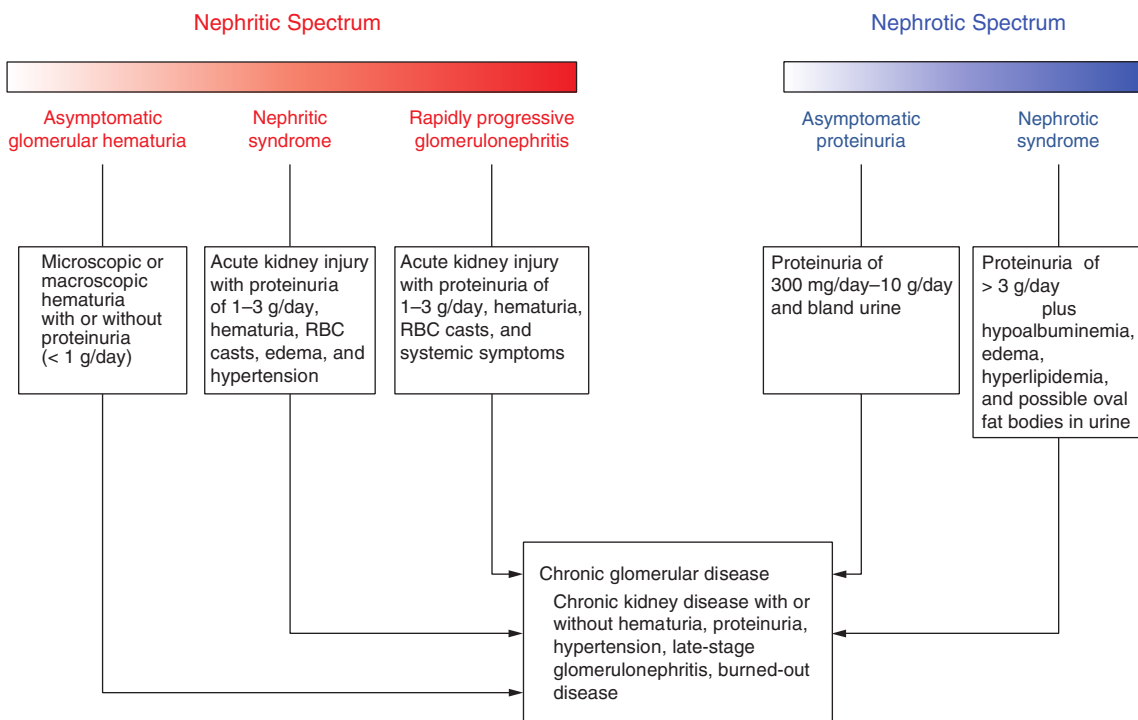 Nephritic Spectrum
Nephrotic Spectrum
Asymptomatic
glomerular hematuria
Nephritic
syndrome
Rapidly progressive
glomerulonephritis
Asymptomatic
proteinuria
Nephrotic
syndrome
Microscopic or
macroscopic
hematuria
with or without
proteinuria
(< 1 g/day)
Acute kidney injury
with proteinuria
of 1–3 g/day,
hematuria, RBC
casts, edema, and
hypertension
Acute kidney injury
with proteinuria of
1–3 g/day, hematuria,
RBC casts, and
systemic symptoms
Proteinuria of
300 mg/day–10 g/day
and bland urine
Proteinuria of
> 3 g/day
plus
hypoalbuminemia,
edema,
hyperlipidemia,
and possible oval
fat bodies in urine
Chronic glomerular disease
Chronic kidney disease with or
without hematuria, proteinuria,
hypertension, late-stage
glomerulonephritis, burned-out
disease